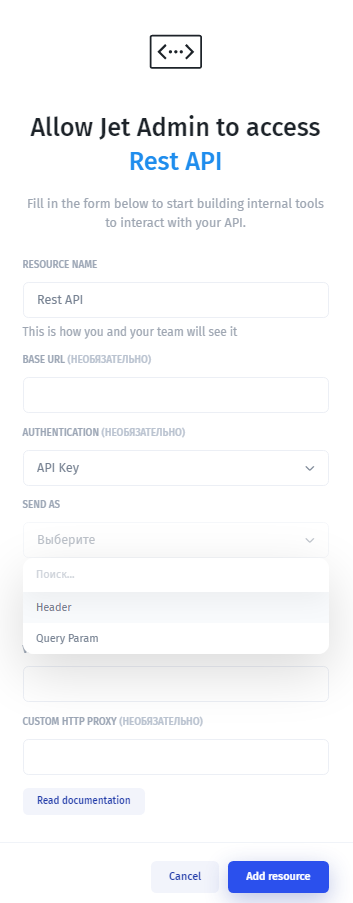 Allow Jet Admin to access
Rest API
Fill in the form below to start building internal tools
to interact with your API.
RESOURCE NAME
Rest API
This is how you and your team will see it
BASE URL (НЕОБЯЗАТЕЛЬНО)
AUTHENTICATION (НЕОБЯЗАТЕЛЬНО)
API Key
SEND AS
Выберите
Поиск...
Header
Query Param
CUSTOM HTTP PROXY (НЕОБЯЗАТЕЛЬНО)
Read documentation
Cancel
Add resource